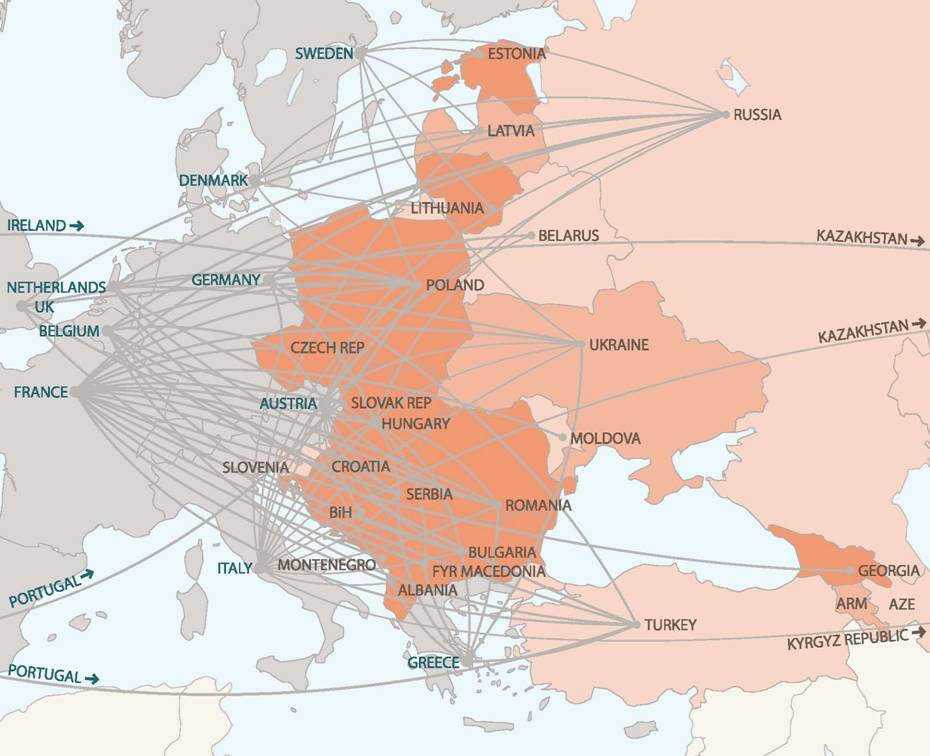 SWEDEN
ESTONIA
RUSSIA
LATVIA
DENMARK
LITHUANIA
IRELAND →
BELARUS
KAZAKHSTAN →
GERMANY
NETHERLANDS
POLAND
UK
BELGIUM
KAZAKHSTAN →
CZECH REP
UKRAINE
FRANCE
AUSTRIA
SLOVAK REP
HUNGARY
MOLDOVA
SLOVENIA
CROATIA
SERBIA
BiH
ROMANIA
BULGARIA
ITALY
MONTENEGRO
FYR MACEDONIA
GEORGIA
PORTUGAL →
ALBANIA
ARM
AZE
TURKEY
KYRGYZ REPUBLIC →
GREECE
PORTUGAL →